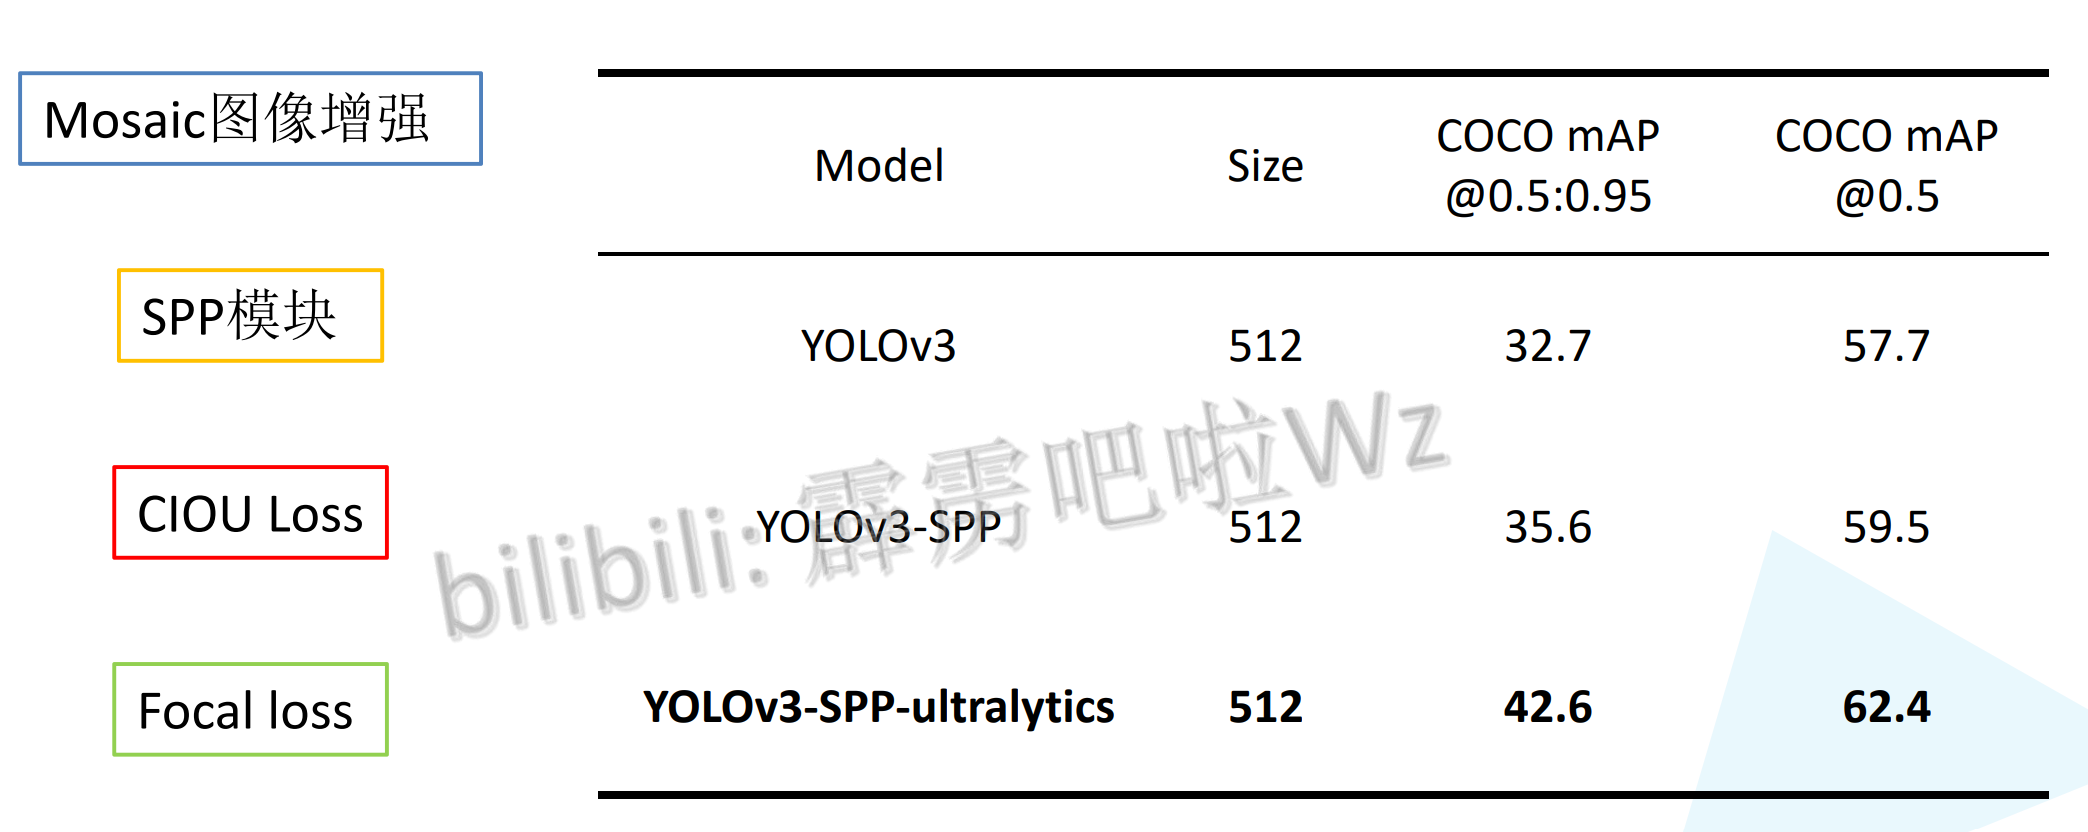 Mosaic图像增强
SPP模块
CIOU Loss
Focal loss
Model Size COCO mAP @0.5:0.95 COCO mAP @0.5
YOLOv3 512 32.7 57.7
YOLOv3-SPP 512 35.6 59.5
YOLOv3-SPP-ultralytics 512 42.6 62.4
bilibili: 霹雳吧啦Wz